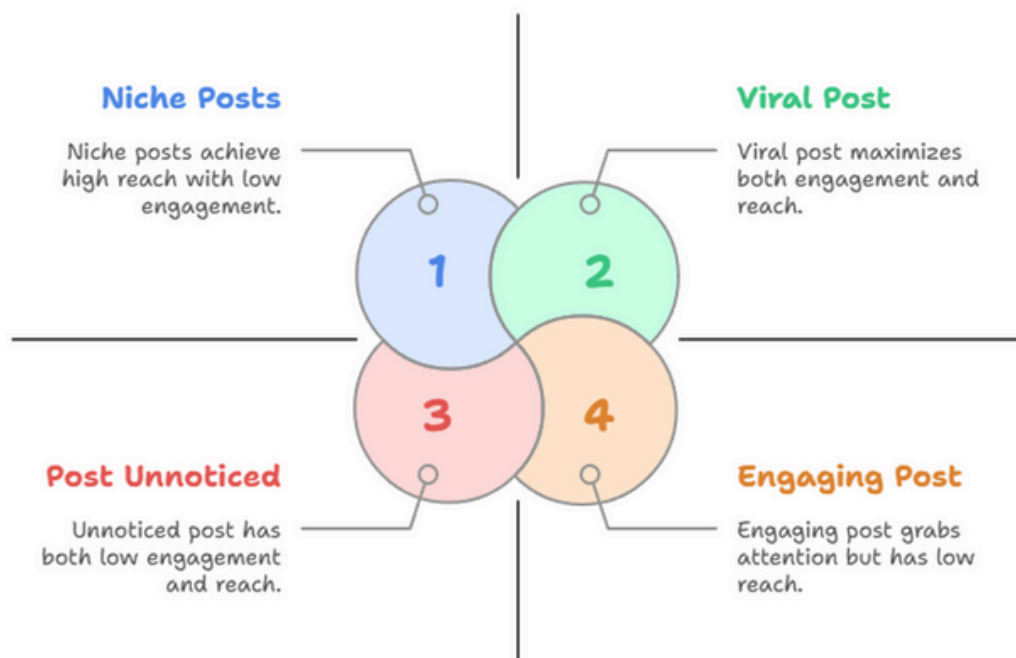 Niche Posts
Niche posts achieve
high reach with low
engagement.
Viral Post
Viral post maximizes
both engagement and
reach.
1
2
3
4
Post Unnoticed
Unnoticed post has
both low engagement
and reach.
Engaging Post
Engaging post grabs
attention but has low
reach.